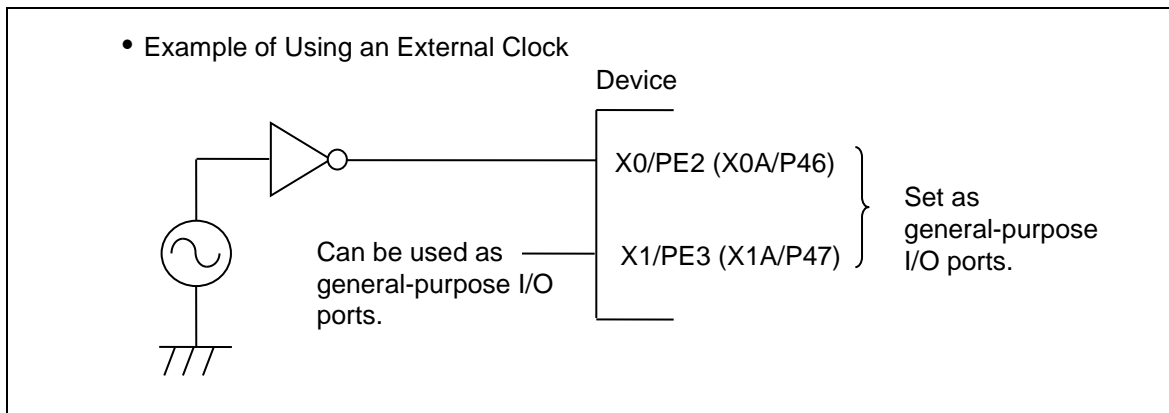 • Example of Using an External Clock
Device
X0/PE2 (X0A/P46)
Set as
general-purpose
I/O ports.
X1/PE3 (X1A/P47)
Can be used as
general-purpose I/O
ports.